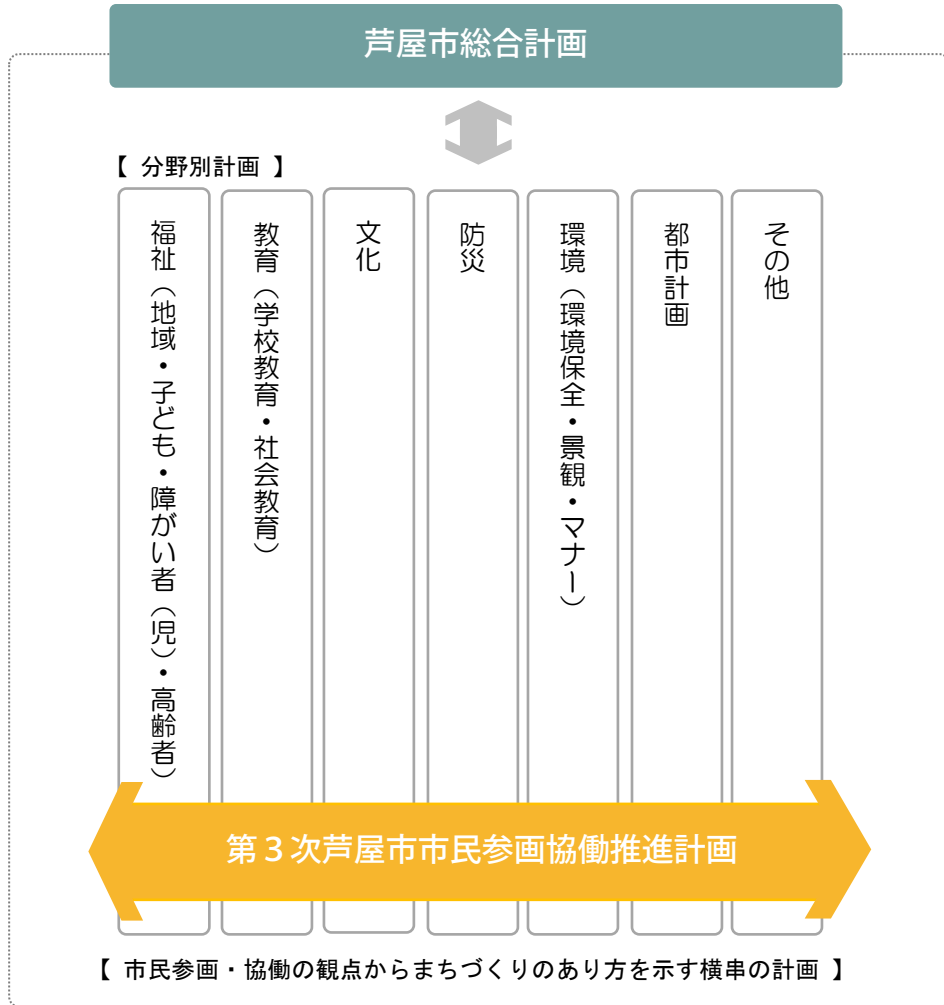 芦屋市総合計画
【 分野別計画 】
福祉（地域・子ども・障がい者（児）・高齢者）
教育（学校教育・社会教育）
文化
防災
環境（環境保全・景観・マナー）
都市計画
その他
第３次芦屋市市民参画協働推進計画
【 市民参画・協働の観点からまちづくりのあり方を示す横串の計画 】